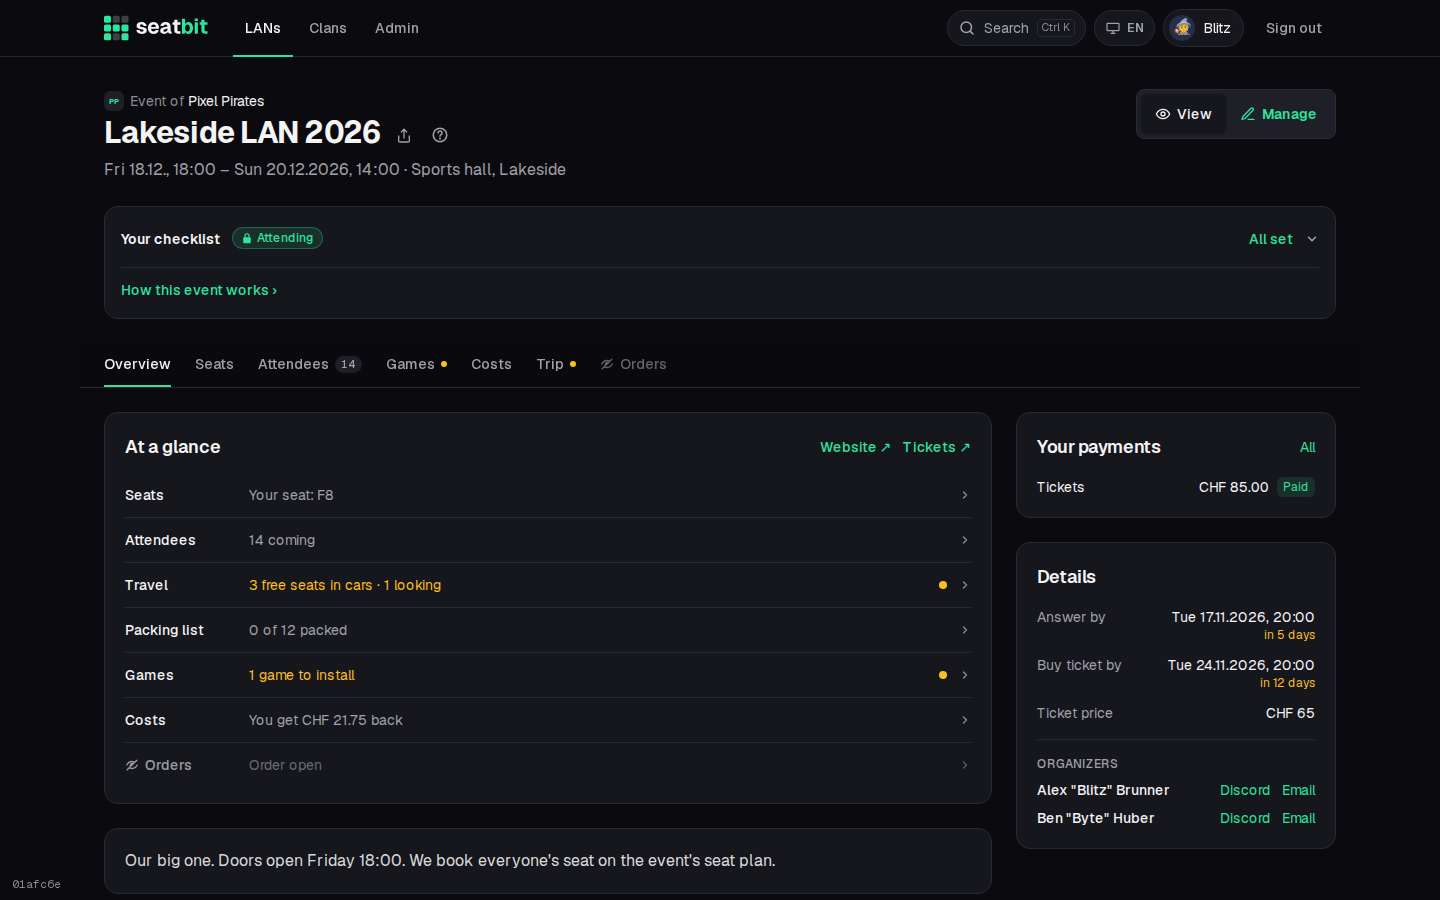 seatbit LANs Clans Admin Search Ctrl K EN Blitz Sign out
PP Event of Pixel Pirates
Lakeside LAN 2026
View Manage
Fri 18.12., 18:00 – Sun 20.12.2026, 14:00 · Sports hall, Lakeside
Your checklist Attending All set
How this event works ›
Overview Seats Attendees 14 Games Costs Trip Orders
At a glance Website ↗ Tickets ↗
Seats Your seat: F8
Attendees 14 coming
Travel 3 free seats in cars · 1 looking
Packing list 0 of 12 packed
Games 1 game to install
Costs You get CHF 21.75 back
Orders Order open
Our big one. Doors open Friday 18:00. We book everyone's seat on the event's seat plan.
Your payments All
Tickets CHF 85.00 Paid
Details
Answer by Tue 17.11.2026, 20:00
in 5 days
Buy ticket by Tue 24.11.2026, 20:00
in 12 days
Ticket price CHF 65
ORGANIZERS
Alex "Blitz" Brunner Discord Email
Ben "Byte" Huber Discord Email
01afc6e